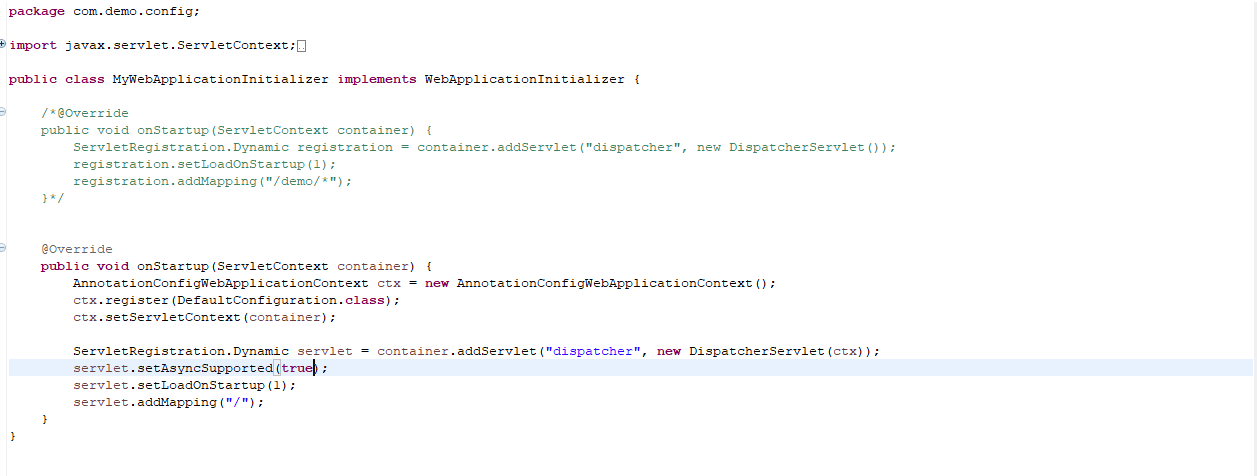 package com.demo.config;
import javax.servlet.ServletContext;
public class MyWebApplicationInitializer implements WebApplicationInitializer {
/*@Override
public void onStartup(ServletContext container) {
ServletRegistration.Dynamic registration = container.addServlet("dispatcher", new DispatcherServlet());
registration.setLoadOnStartup(1);
registration.addMapping("/demo/*");
}*/
@Override
public void onStartup(ServletContext container) {
AnnotationConfigWebApplicationContext ctx = new AnnotationConfigWebApplicationContext();
ctx.register(DefaultConfiguration.class);
ctx.setServletContext(container);
ServletRegistration.Dynamic servlet = container.addServlet("dispatcher", new DispatcherServlet(ctx));
servlet.setAsyncSupported(true);
servlet.setLoadOnStartup(1);
servlet.addMapping("/");
}
}